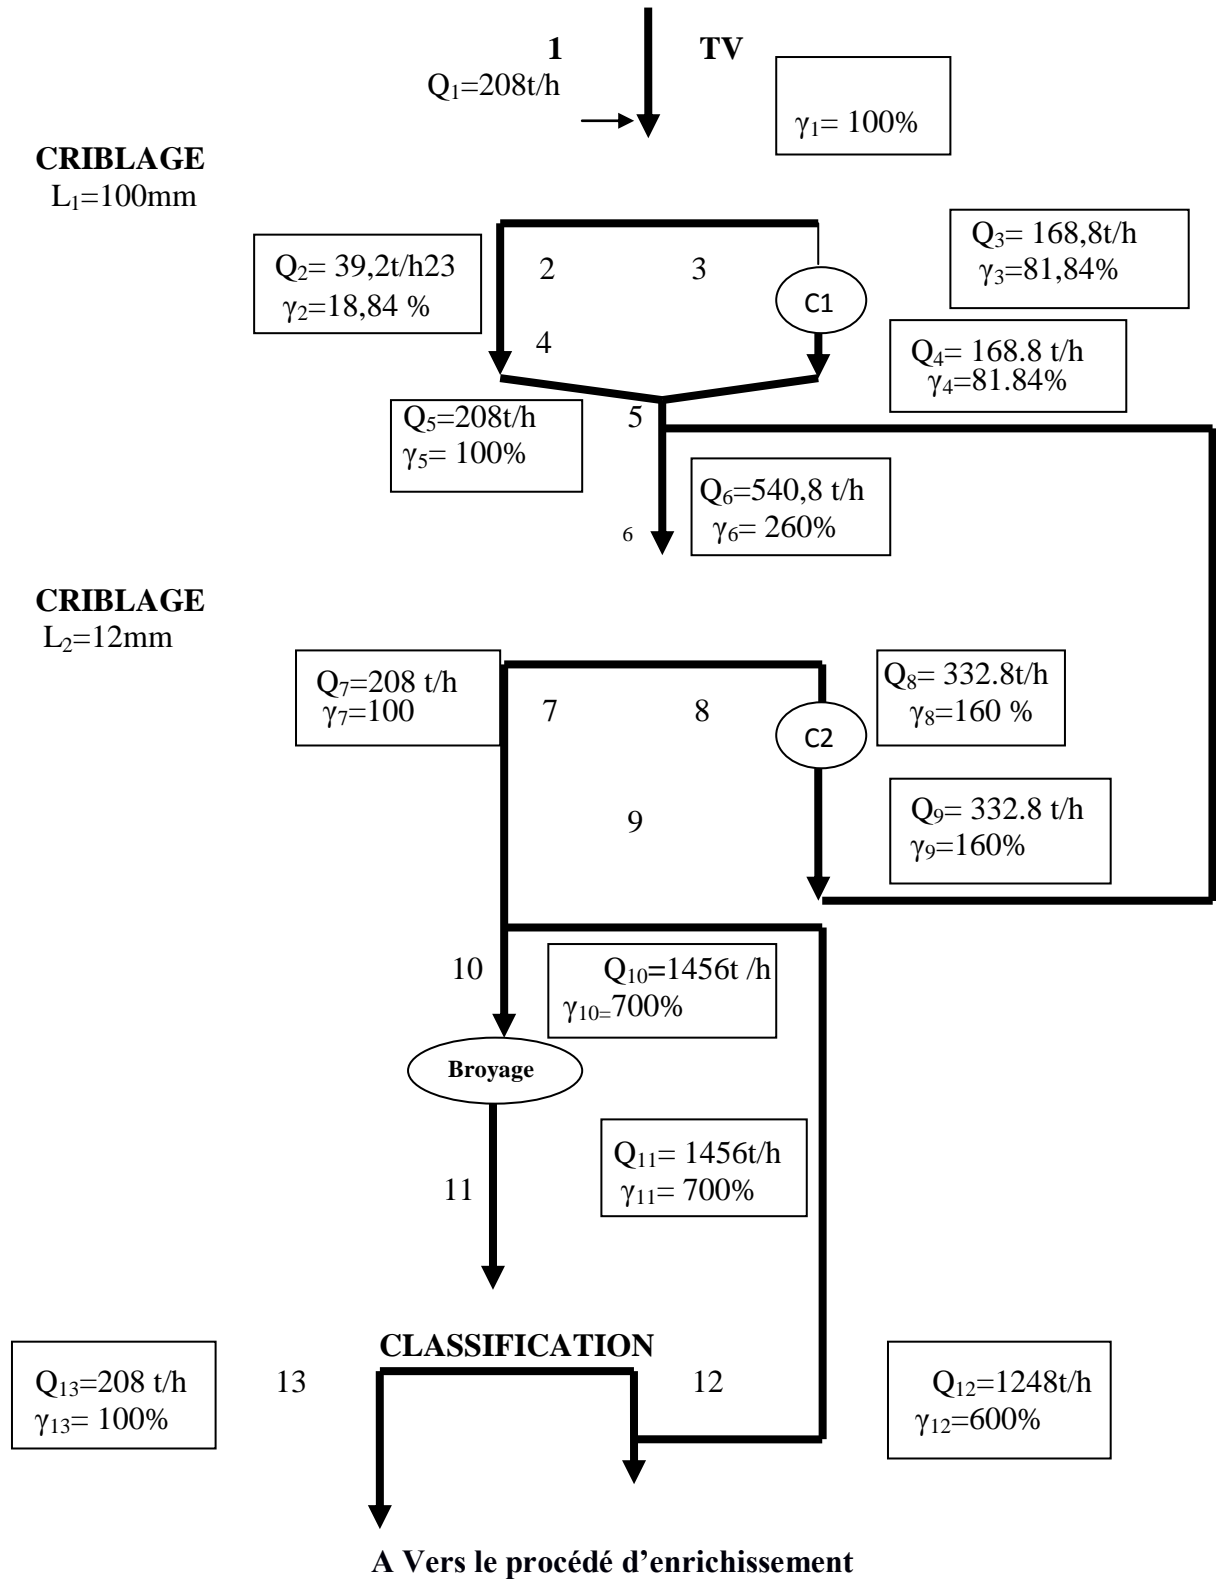 1 TV
Q₁=208t/h
γ₁= 100%
CRIBLAGE
L₁=100mm
Q₂= 39,2t/h23
γ₂=18,84 %
2 3
C1
Q₃= 168,8t/h
γ₃=81,84%
4
Q₄= 168.8 t/h
γ₄=81.84%
Q₅=208t/h
γ₅= 100%
5
Q₆=540,8 t/h
γ₆= 260%
6
CRIBLAGE
L₂=12mm
Q₇=208 t/h
γ₇=100
7 8
C2
Q₈= 332.8t/h
γ₈=160 %
9
Q₉= 332.8 t/h
γ₉=160%
10
Q₁₀=1456t /h
γ₁₀₌700%
Broyage
11
Q₁₁= 1456t/h
γ₁₁= 700%
CLASSIFICATION
Q₁₃=208 t/h
γ₁₃= 100%
13 12
Q₁₂=1248t/h
γ₁₂=600%
A Vers le procédé d’enrichissement